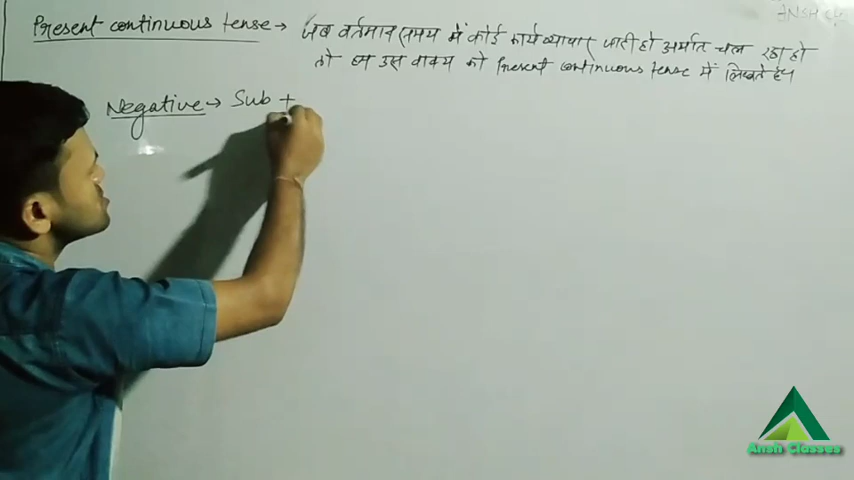 ANSH
Present continuous tense → जब वर्तमान समय में कोई कार्य व्यापार जारी हो अर्थात चल रहा हो
तो हम उस वाक्य को Present continuous tense में लिखते हैं।
Negative → Sub +
Ansh Classes